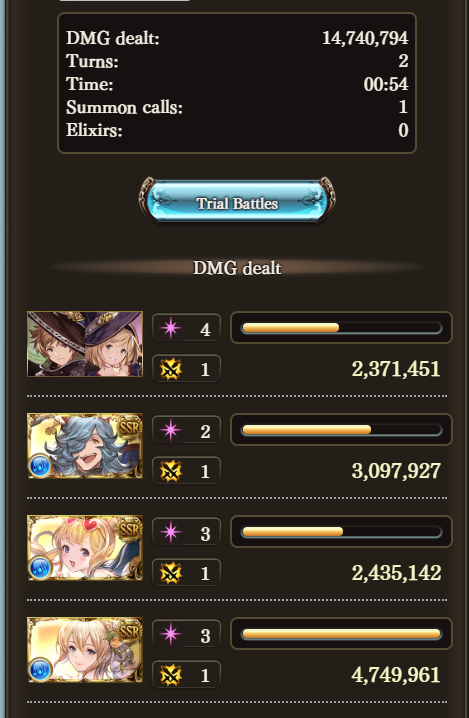 DMG dealt: 14,740,794
Turns: 2
Time: 00:54
Summon calls: 1
Elixirs: 0
Trial Battles
DMG dealt
4
1 2,371,451
SSR 2
1 3,097,927
SSR 3
1 2,435,142
SSR 3
1 4,749,961